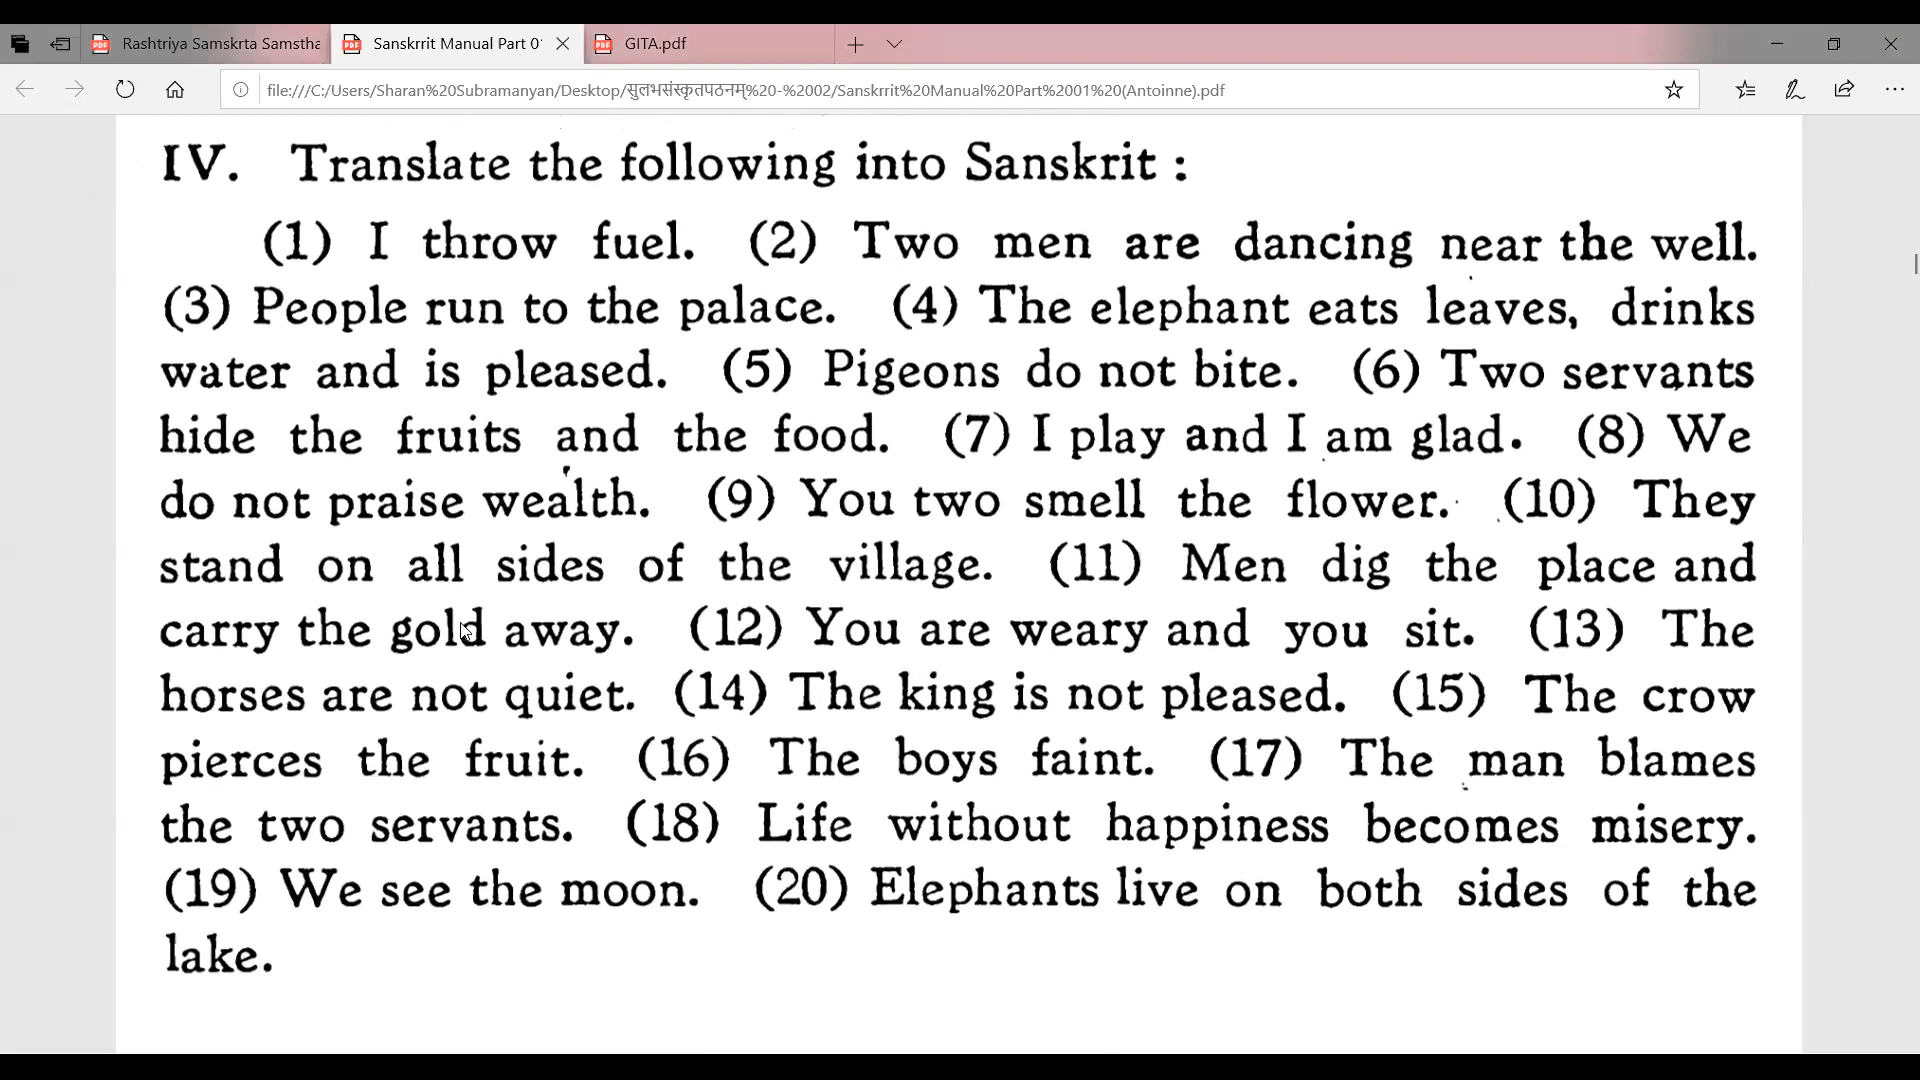 Rashtriya Samskrta Samstha
Sanskrrit Manual Part 0
GITA.pdf
file:///C:/Users/Sharan%20Subramanyan/Desktop/सुलभसंस्कृतपठनम्%20-%2002/Sanskrrit%20Manual%20Part%2001%20(Antoinne).pdf
IV. Translate the following into Sanskrit :
(1) I throw fuel. (2) Two men are dancing near the well.
(3) People run to the palace. (4) The elephant eats leaves, drinks
water and is pleased. (5) Pigeons do not bite. (6) Two servants
hide the fruits and the food. (7) I play and I am glad. (8) We
do not praise wealth. (9) You two smell the flower. (10) They
stand on all sides of the village. (11) Men dig the place and
carry the gold away. (12) You are weary and you sit. (13) The
horses are not quiet. (14) The king is not pleased. (15) The crow
pierces the fruit. (16) The boys faint. (17) The man blames
the two servants. (18) Life without happiness becomes misery.
(19) We see the moon. (20) Elephants live on both sides of the
lake.